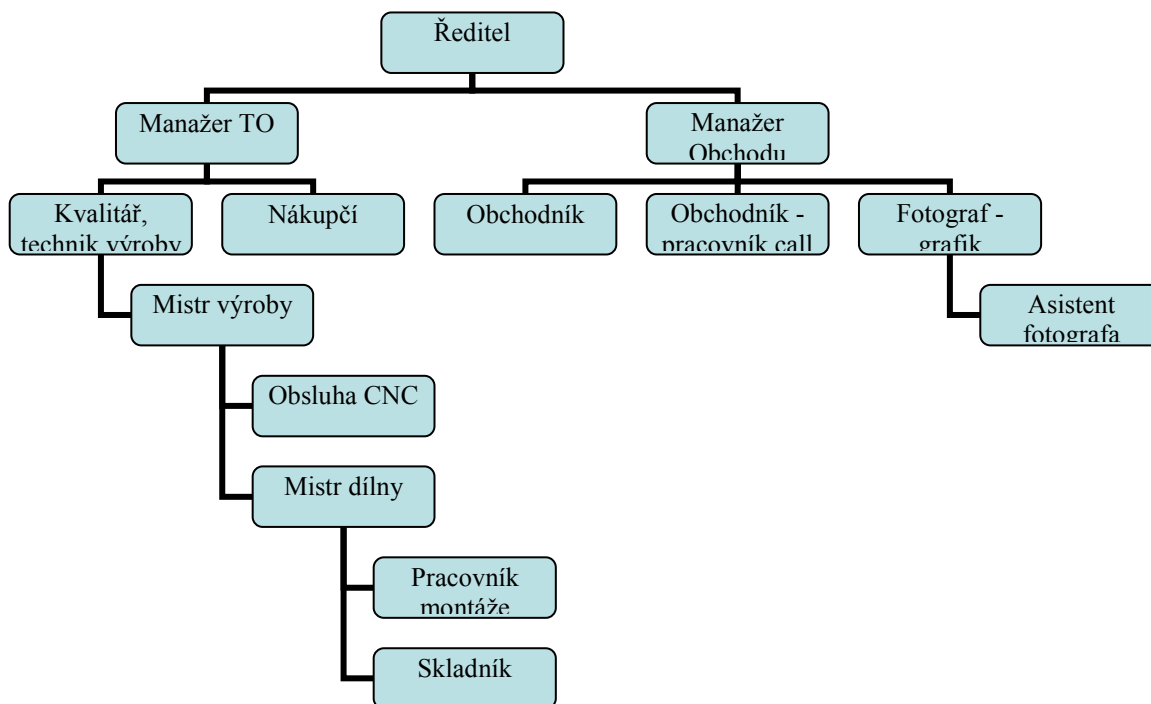 Ředitel
Manažer TO
Manažer
Obchodu
Kvalitář,
technik výroby
Nákupčí
Obchodník
Obchodník -
pracovník call
Fotograf -
grafik
Mistr výroby
Asistent
fotografa
Obsluha CNC
Mistr dílny
Pracovník
montáže
Skladník